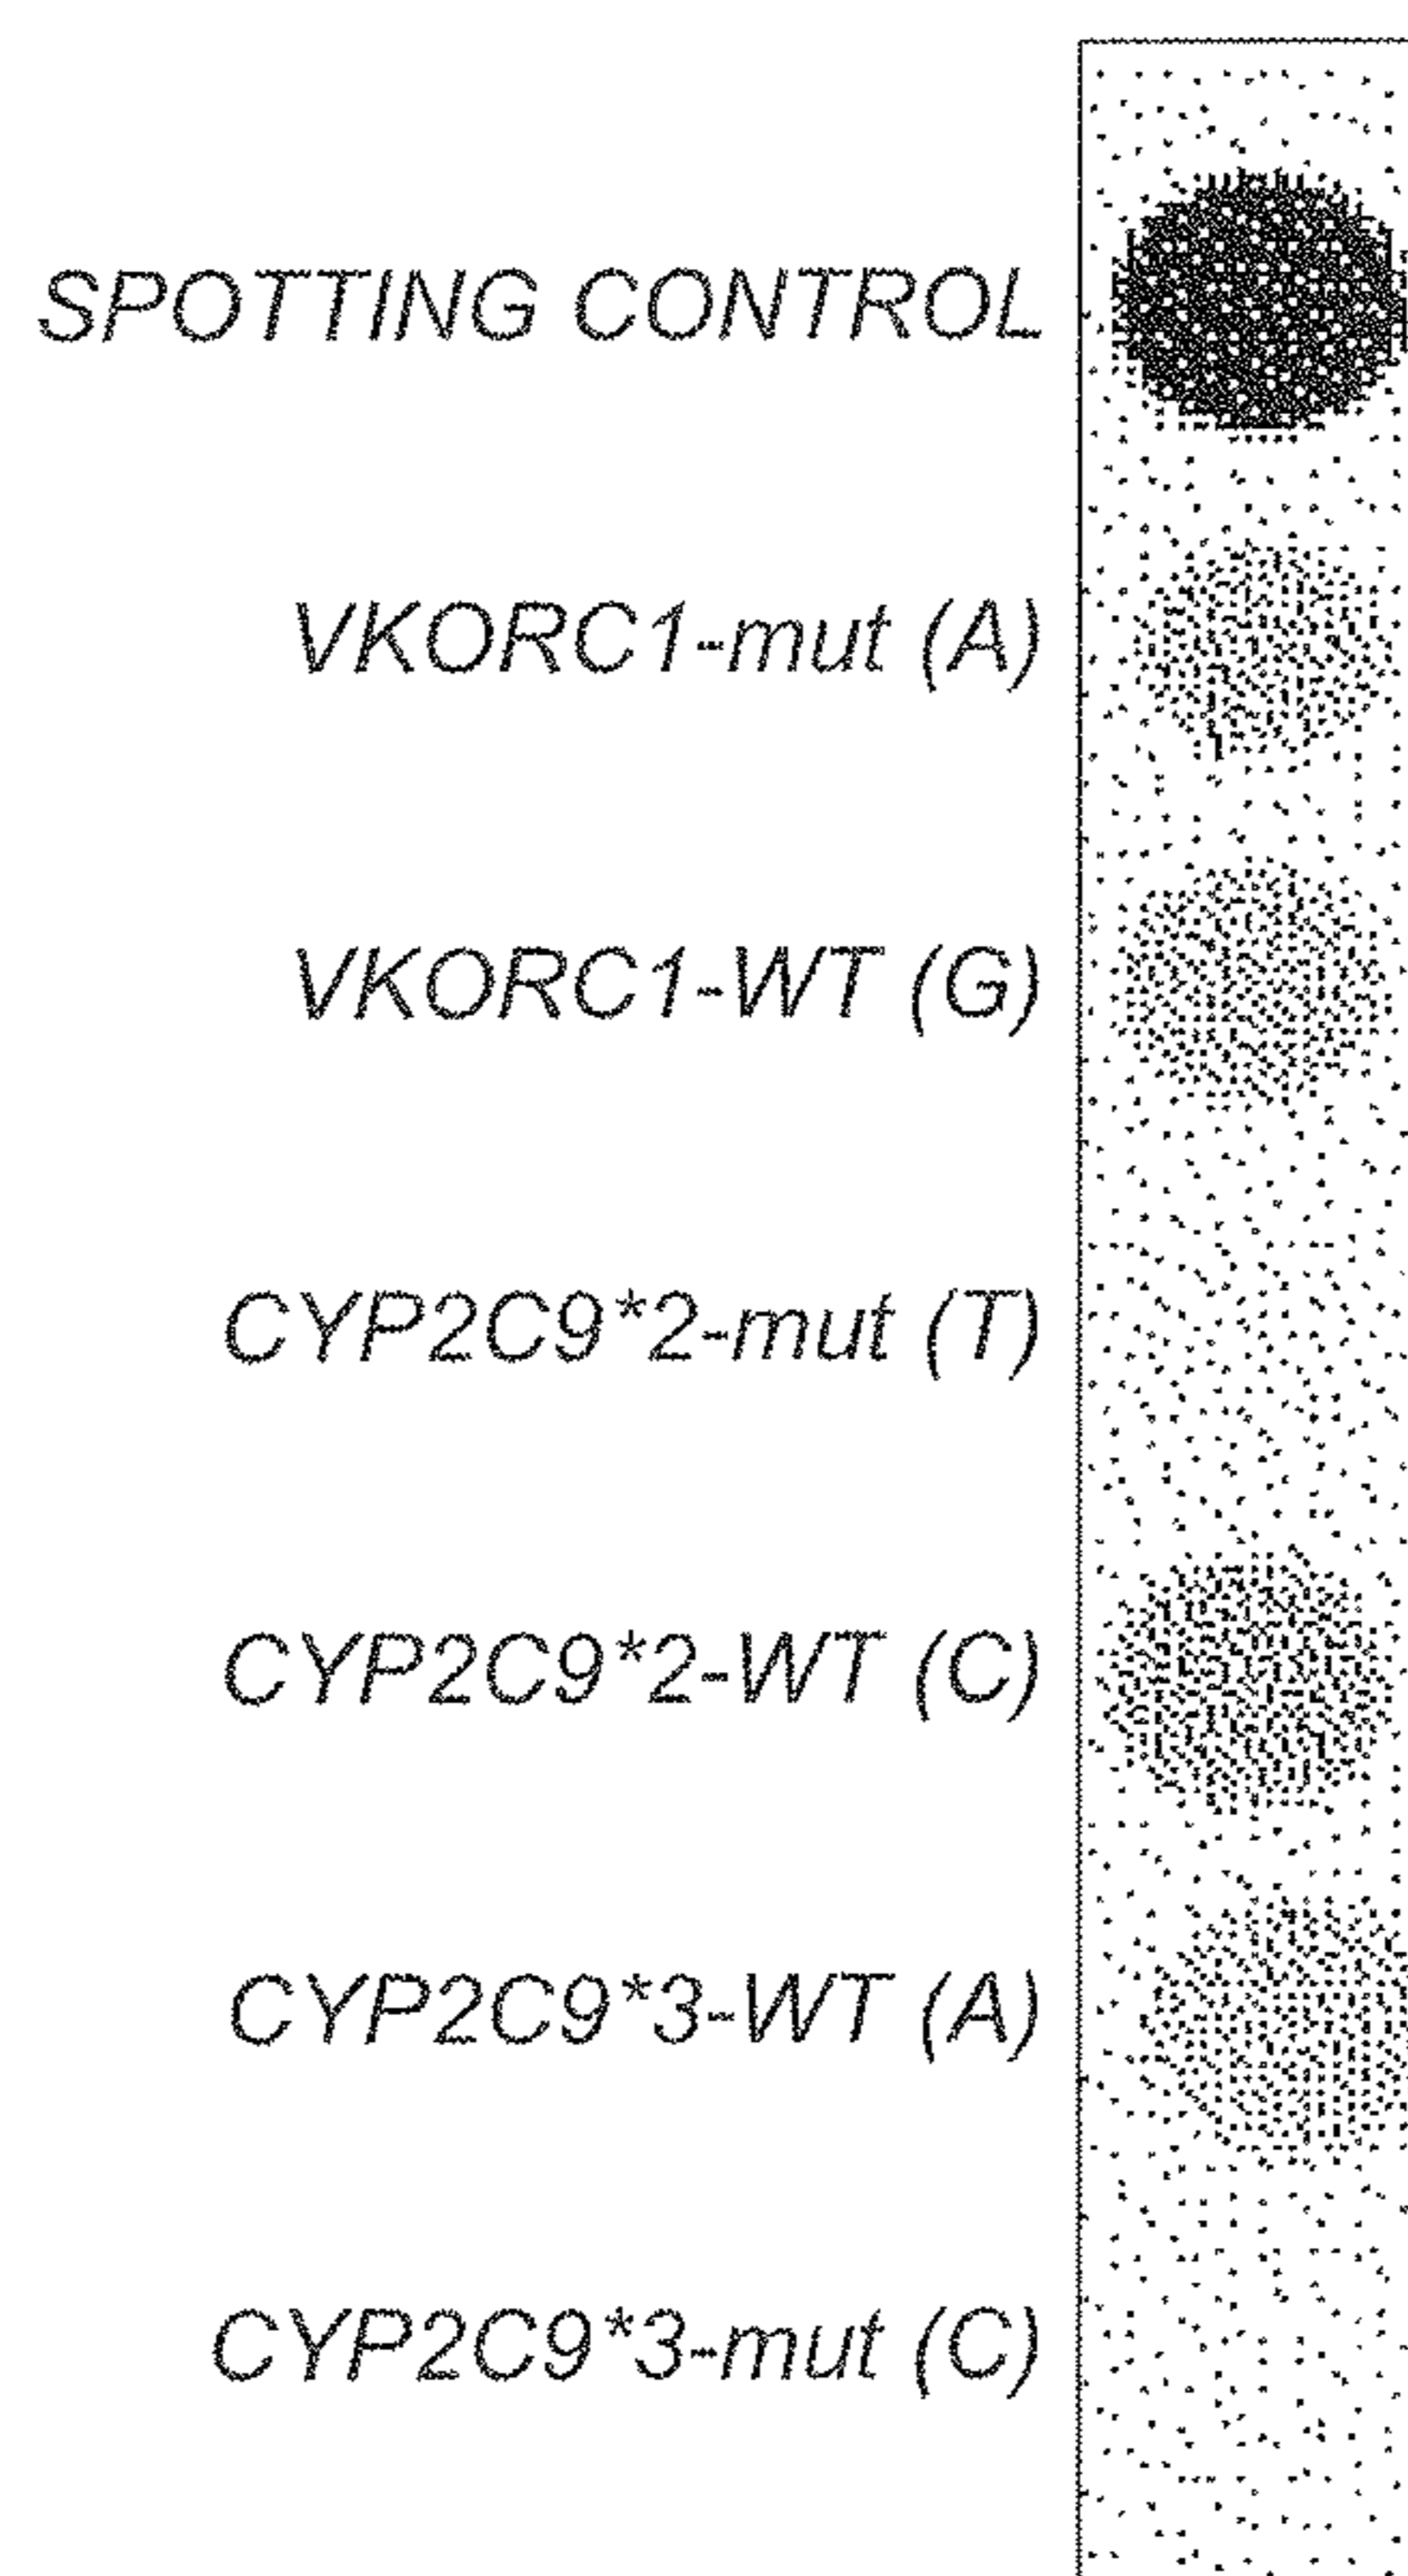 SPOTTING CONTROL
VKORC1-mut (A)
VKORC1-WT (G)
CYP2C9*2-mut (T)
CYP2C9*2-WT (C)
CYP2C9*3-WT (A)
CYP2C9*3-mut (C)